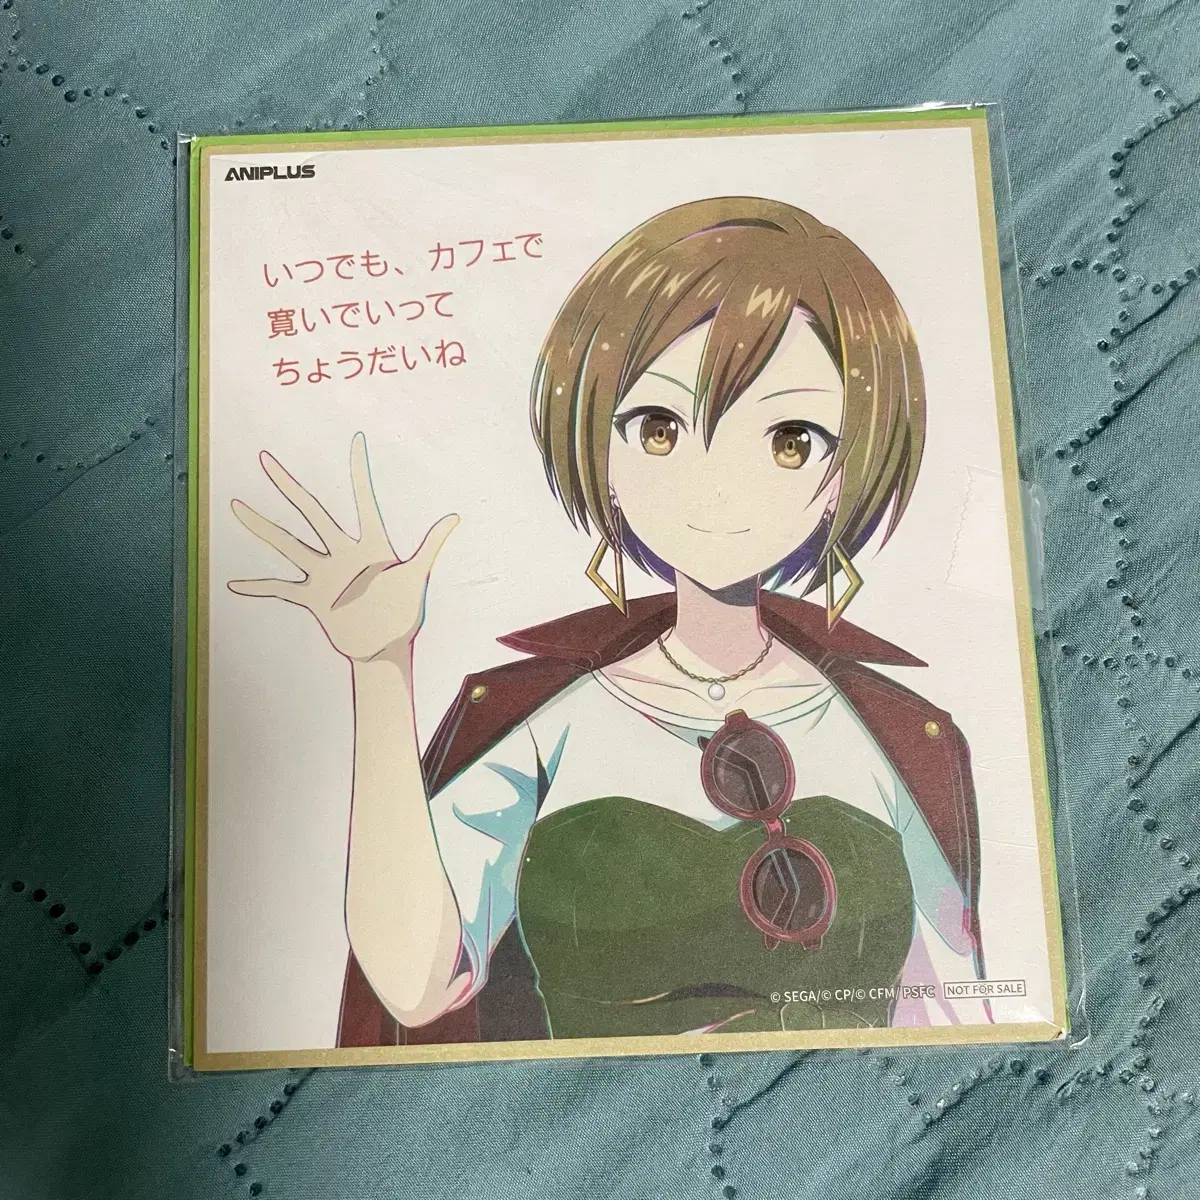 ANIPLUS
いつでも、カフェで
寛いでいって
ちょうだいね
© SEGA/© CP/© CFM/ PSFC
NOT FOR SALE